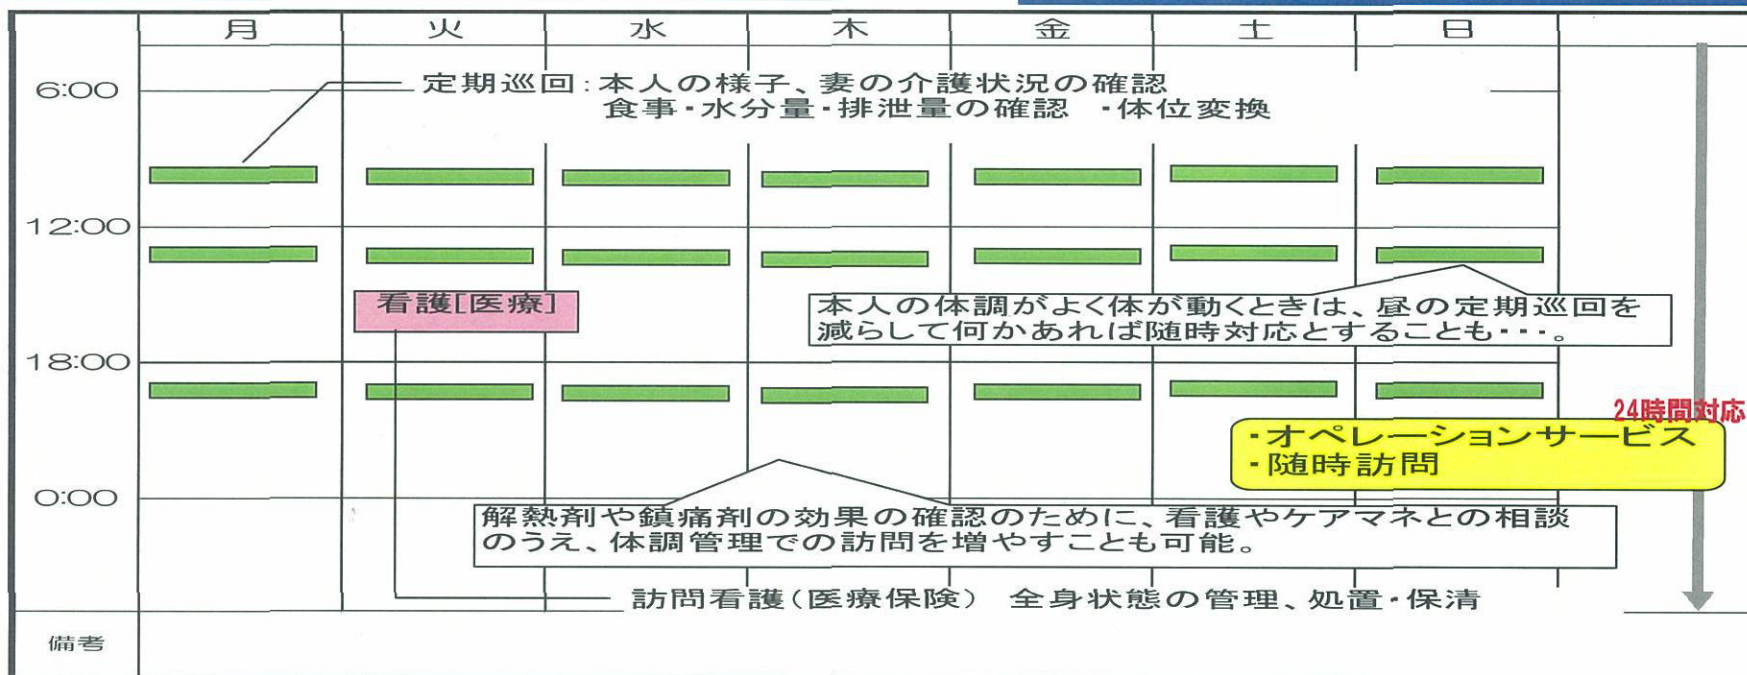 月 火 水 木 金 土 日
6:00
定期巡回:本人の様子、妻の介護状況の確認
食事・水分量・排泄量の確認 ・体位変換
12:00
看護[医療]
本人の体調がよく体が動くときは、昼の定期巡回を
減らして何かあれば随時対応とすることも・・・。
18:00
24時間対応
・オペレーションサービス
・随時訪問
0:00
解熱剤や鎮痛剤の効果の確認のために、看護やケアマネとの相談
のうえ、体調管理での訪問を増やすことも可能。
訪問看護(医療保険) 全身状態の管理、処置・保清
備考